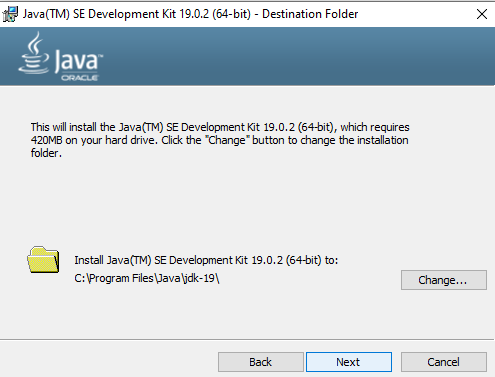 Java(TM) SE Development Kit 19.0.2 (64-bit) - Destination Folder
Java™
ORACLE
This will install the Java(TM) SE Development Kit 19.0.2 (64-bit), which requires
420MB on your hard drive. Click the "Change" button to change the installation
folder.
Install Java(TM) SE Development Kit 19.0.2 (64-bit) to:
C:\Program Files\Java\jdk-19\
Change...
Back Next Cancel